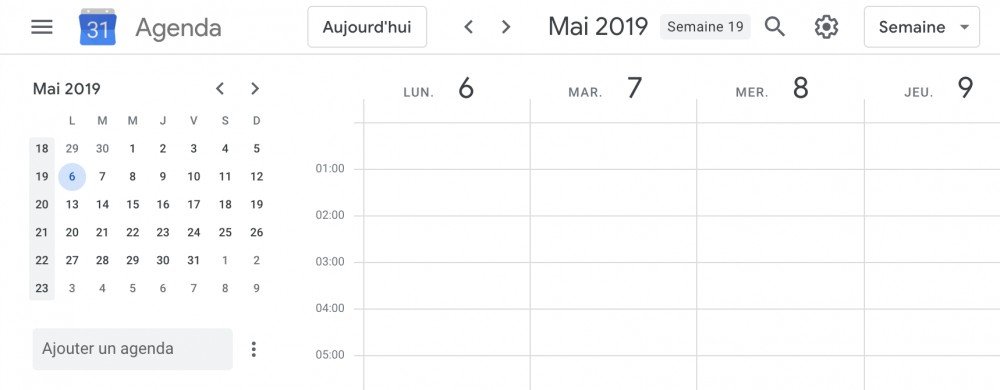 31 Agenda Aujourd'hui < > Mai 2019 Semaine 19 Semaine
Mai 2019 < >
L M M J V S D
18 29 30 1 2 3 4 5
19 6 7 8 9 10 11 12
20 13 14 15 16 17 18 19
21 20 21 22 23 24 25 26
22 27 28 29 30 31 1 2
23 3 4 5 6 7 8 9
Ajouter un agenda
LUN. 6 MAR. 7 MER. 8 JEU. 9
01:00
02:00
03:00
04:00
05:00